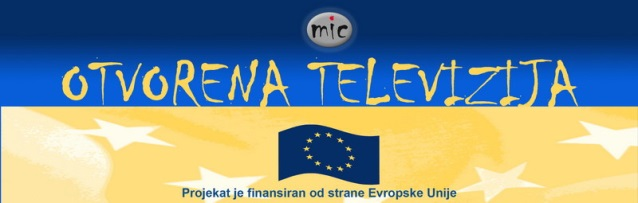 mic
OTVORENA TELEVIZIJA
Projekat je finansiran od strane Evropske Unije